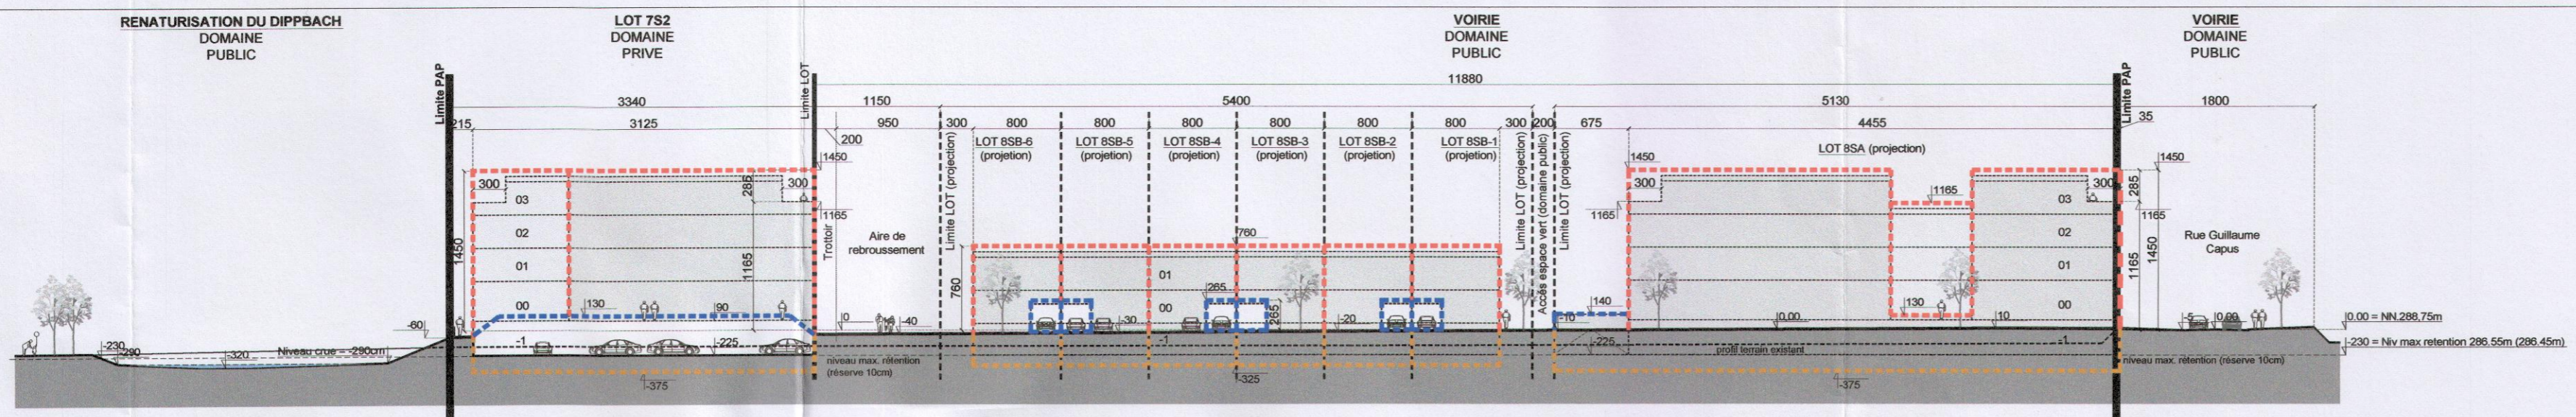 RENATURISATION DU DIPPBACH
DOMAINE
PUBLIC
LOT 7S2
DOMAINE
PRIVE
VOIRIE
DOMAINE
PUBLIC
VOIRIE
DOMAINE
PUBLIC
11880
3340
1150
5400
5130
1800
215
3125
950
300
800
800
800
800
800
800
300
200
675
4455
35
200
Limite PAP
Limite LOT
Limite LOT (projection)
LOT 8SB-6
(projetion)
LOT 8SB-5
(projetion)
LOT 8SB-4
(projetion)
LOT 8SB-3
(projetion)
LOT 8SB-2
(projetion)
LOT 8SB-1
(projetion)
Limite LOT (projection)
Accès espace vert (domaine public)
Limite LOT (projection)
LOT 8SA (projection)
Limite PAP
1450
1450
1450
300
03
285
300
300
1165
300
03
285
1165
1165
1165
02
02
1450
Trottoir
Aire de
rebroussement
760
Rue Guillaume
Capus
01
1165
01
01
1165
1450
00
130
90
760
265
00
265
140
130
00
-60
0
-40
-30
-20
-10
0,00
10
-5
0,00
0.00 = NN.288,75m
-230
-290
-320
Niveau crue = -290cm
-1
-225
-1
-225
profil terrain existant
-1
-230 = Niv max retention 286.55m (286.45m)
niveau max. rétention
(réserve 10cm)
niveau max. rétention (réserve 10cm)
-375
-325
-375